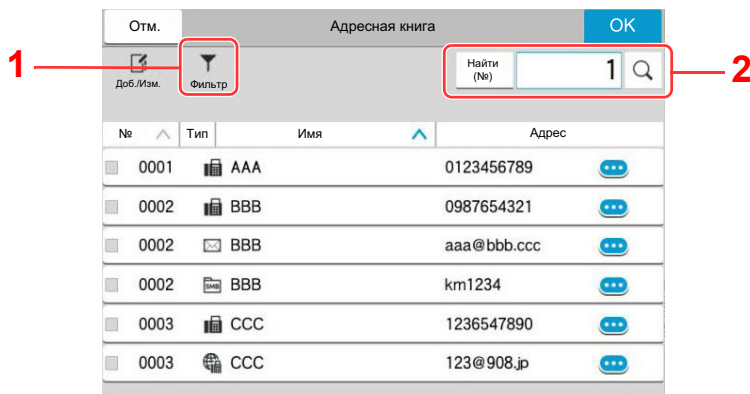 Отм.
Адресная книга
OK
1
Доб./Изм.
Фильтр
Найти
(№)
1
2
№ Тип Имя Адрес
0001 AAA 0123456789
0002 BBB 0987654321
0002 BBB aaa@bbb.ccc
0002 SMB BBB km1234
0003 CCC 1236547890
0003 CCC 123@908.jp